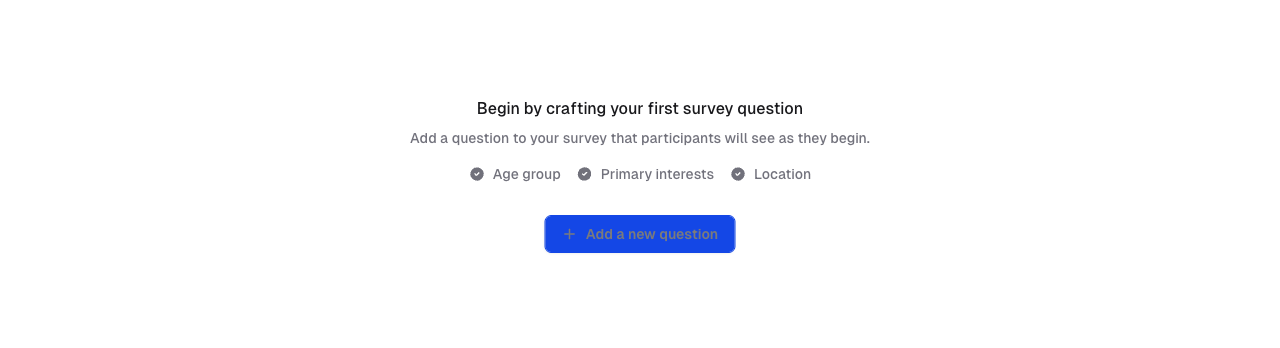 Begin by crafting your first survey question
Add a question to your survey that participants will see as they begin.
Age group Primary interests Location
Add a new question